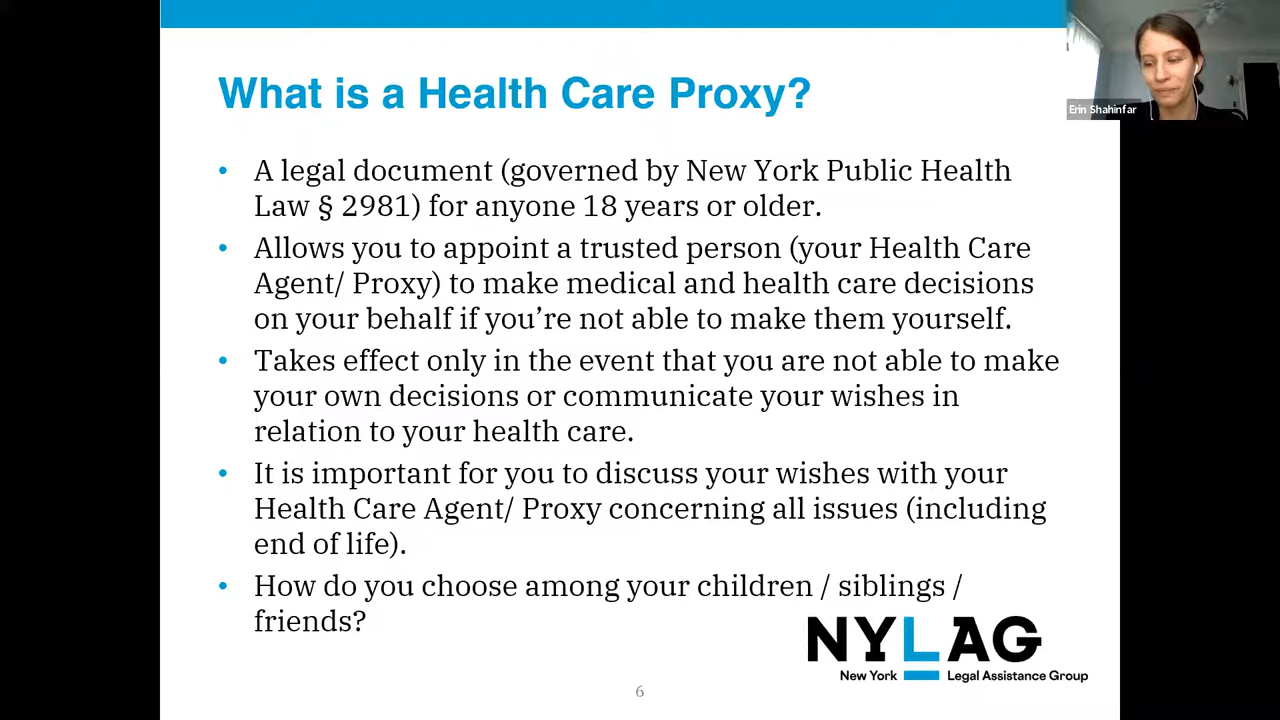 What is a Health Care Proxy?
Erin Shahinfar
• A legal document (governed by New York Public Health
Law § 2981) for anyone 18 years or older.
• Allows you to appoint a trusted person (your Health Care
Agent/ Proxy) to make medical and health care decisions
on your behalf if you’re not able to make them yourself.
• Takes effect only in the event that you are not able to make
your own decisions or communicate your wishes in
relation to your health care.
• It is important for you to discuss your wishes with your
Health Care Agent/ Proxy concerning all issues (including
end of life).
• How do you choose among your children / siblings /
friends?
NYLAG
New York Legal Assistance Group
6